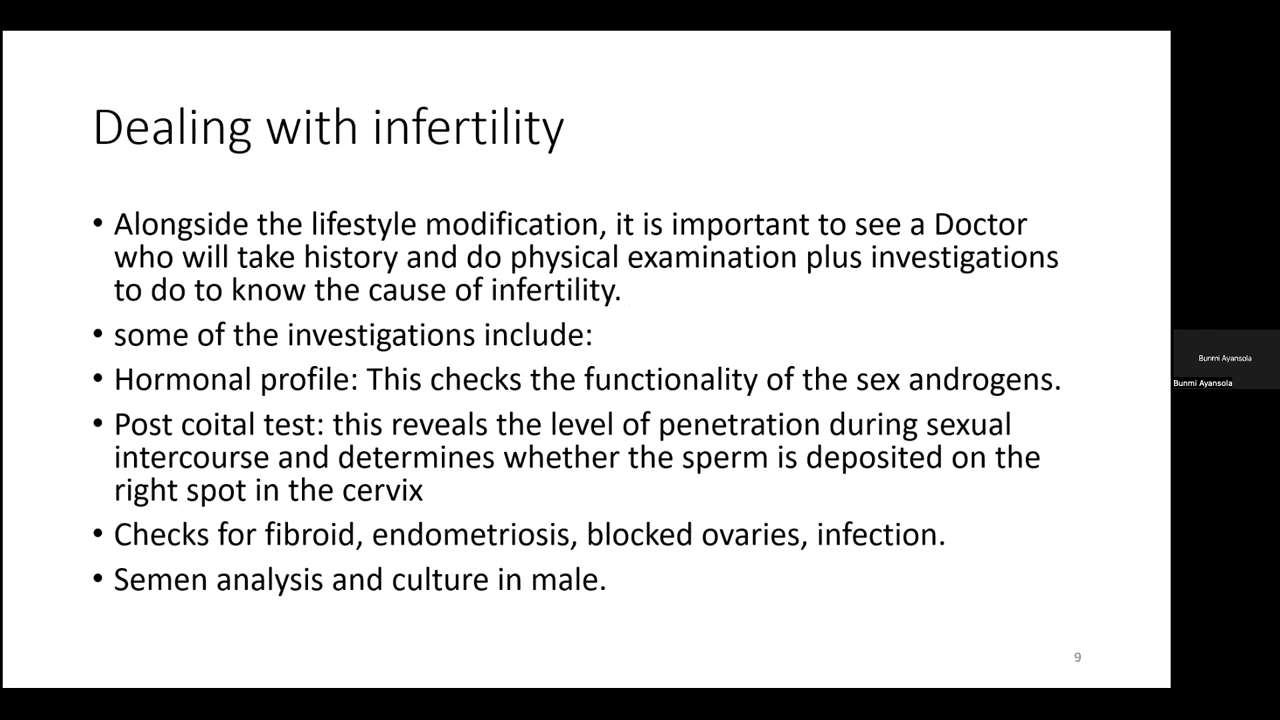 Dealing with infertility
• Alongside the lifestyle modification, it is important to see a Doctor
who will take history and do physical examination plus investigations
to do to know the cause of infertility.
• some of the investigations include:
• Hormonal profile: This checks the functionality of the sex androgens.
• Post coital test: this reveals the level of penetration during sexual
intercourse and determines whether the sperm is deposited on the
right spot in the cervix
• Checks for fibroid, endometriosis, blocked ovaries, infection.
• Semen analysis and culture in male.
9
Bunmi Ayansola
Bunmi Ayansola